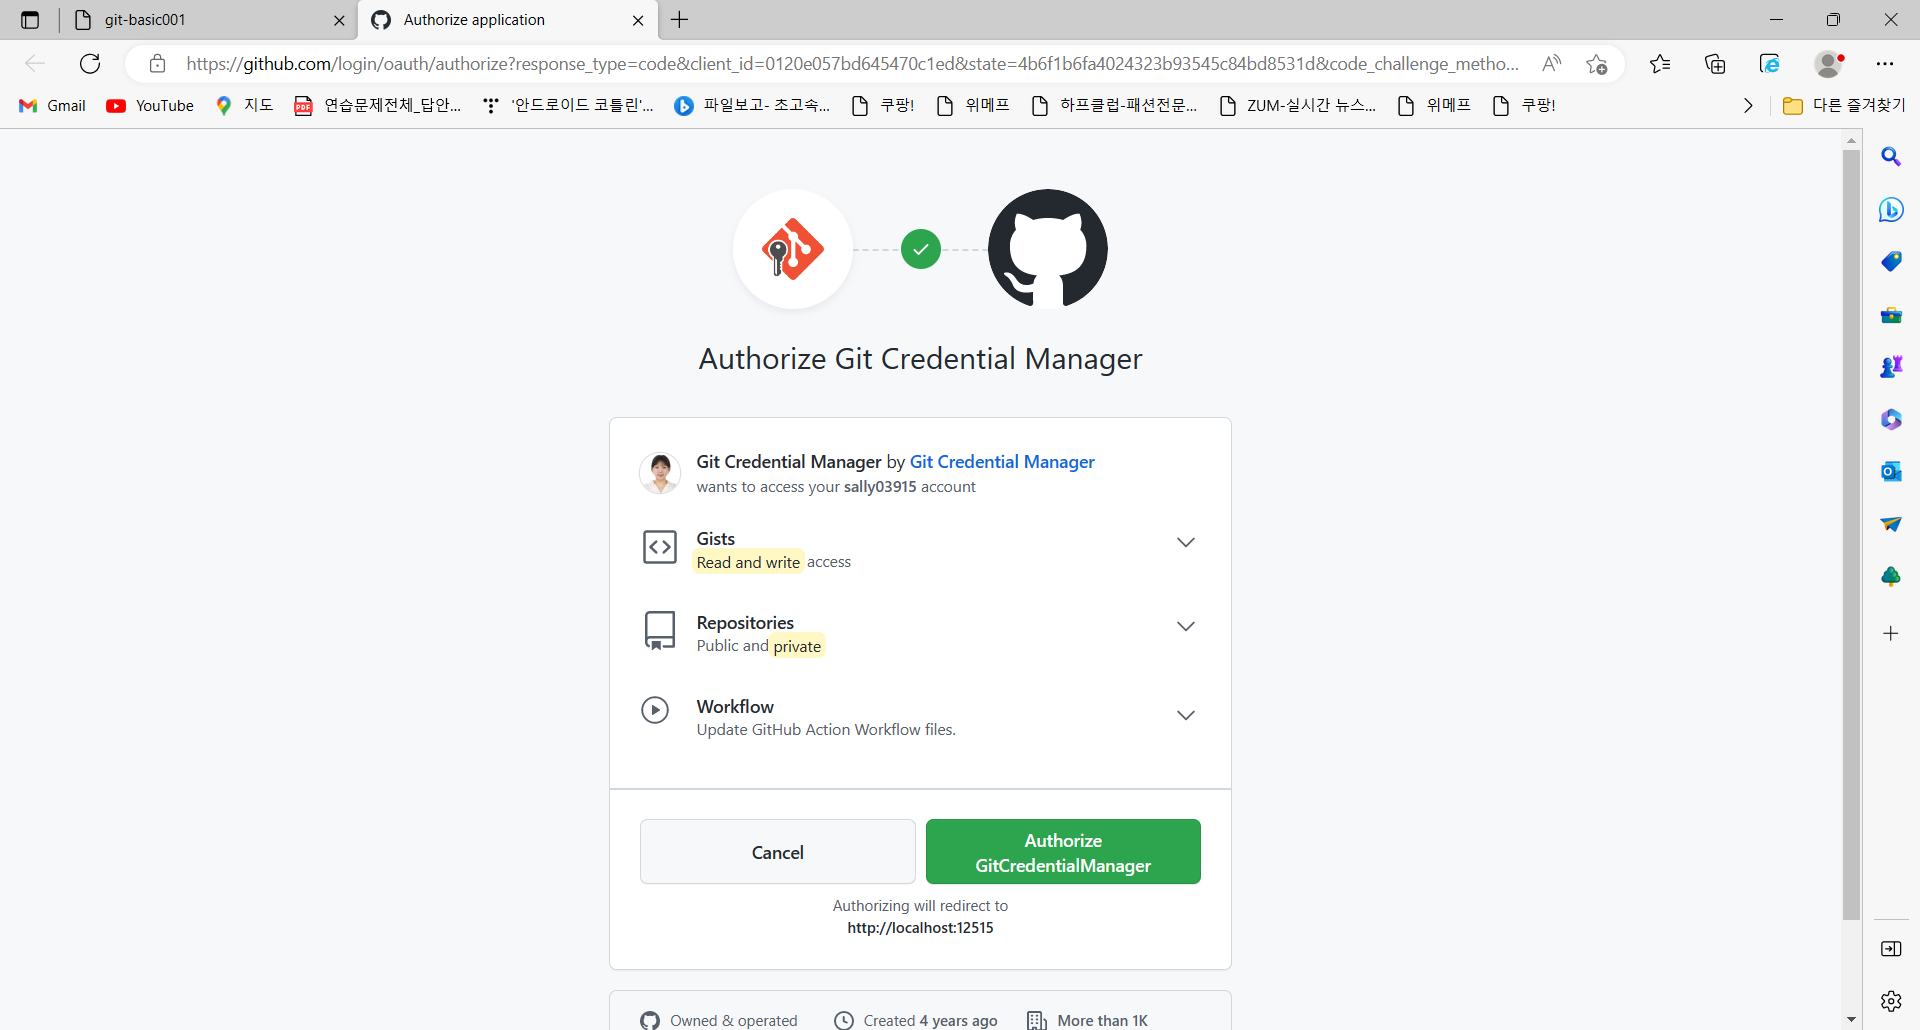 git-basic001
Authorize application
https://github.com/login/oauth/authorize?response_type=code&client_id=0120e057bd645470c1ed&state=4b6f1b6fa4024323b93545c84bd8531d&code_challenge_metho...
Gmail
YouTube
지도
연습문제전체_답안...
'안드로이드 코틀린'...
파일보고- 초고속...
쿠팡!
위메프
하프클럽-패션전문...
ZUM-실시간 뉴스...
위메프
쿠팡!
다른 즐겨찾기
Authorize Git Credential Manager
Git Credential Manager by Git Credential Manager
wants to access your sally03915 account
Gists
Read and write access
Repositories
Public and private
Workflow
Update GitHub Action Workflow files.
Cancel
Authorize
GitCredentialManager
Authorizing will redirect to
http://localhost:12515
Owned & operated
Created 4 years ago
More than 1K